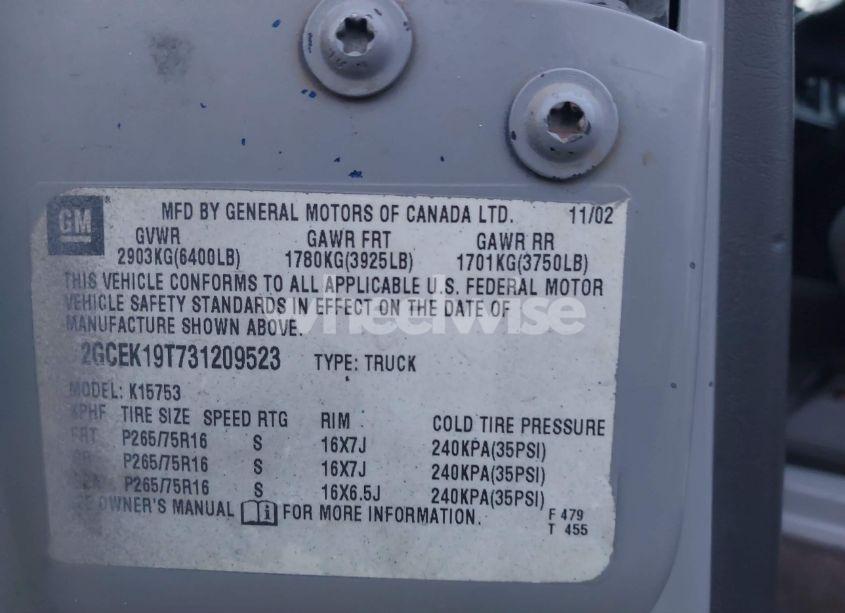 GM
MFD BY GENERAL MOTORS OF CANADA LTD. 11/02
GVWR GAWR FRT GAWR RR
2903KG(6400LB) 1780KG(3925LB) 1701KG(3750LB)
THIS VEHICLE CONFORMS TO ALL APPLICABLE U.S. FEDERAL MOTOR
VEHICLE SAFETY STANDARDS IN EFFECT ON THE DATE OF
MANUFACTURE SHOWN ABOVE.
wheelwise
2GCEK19T731209523 TYPE: TRUCK
MODEL: K15753
KPHF TIRE SIZE SPEED RTG RIM COLD TIRE PRESSURE
FRT P265/75R16 S 16X7J 240KPA(35PSI)
P265/75R16 S 16X7J 240KPA(35PSI)
P265/75R16 S 16X6.5J 240KPA(35PSI)
OWNER'S MANUAL FOR MORE INFORMATION.
F 479
T 455